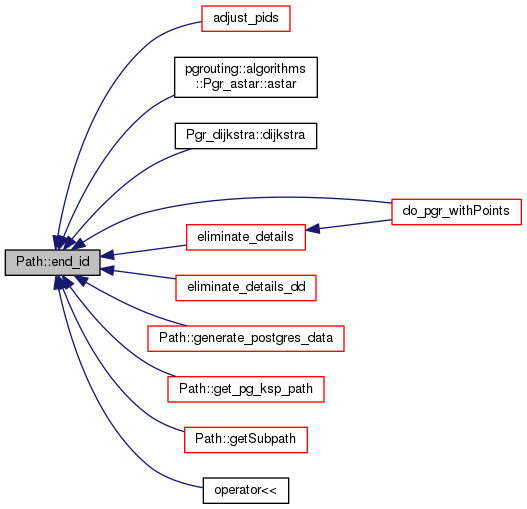 adjust_pids
pgrouting::algorithms
::Pgr_astar::astar
Pgr_dijkstra::dijkstra
do_pgr_withPoints
eliminate_details
Path::end_id
eliminate_details_dd
Path::generate_postgres_data
Path::get_pg_ksp_path
Path::getSubpath
operator<<